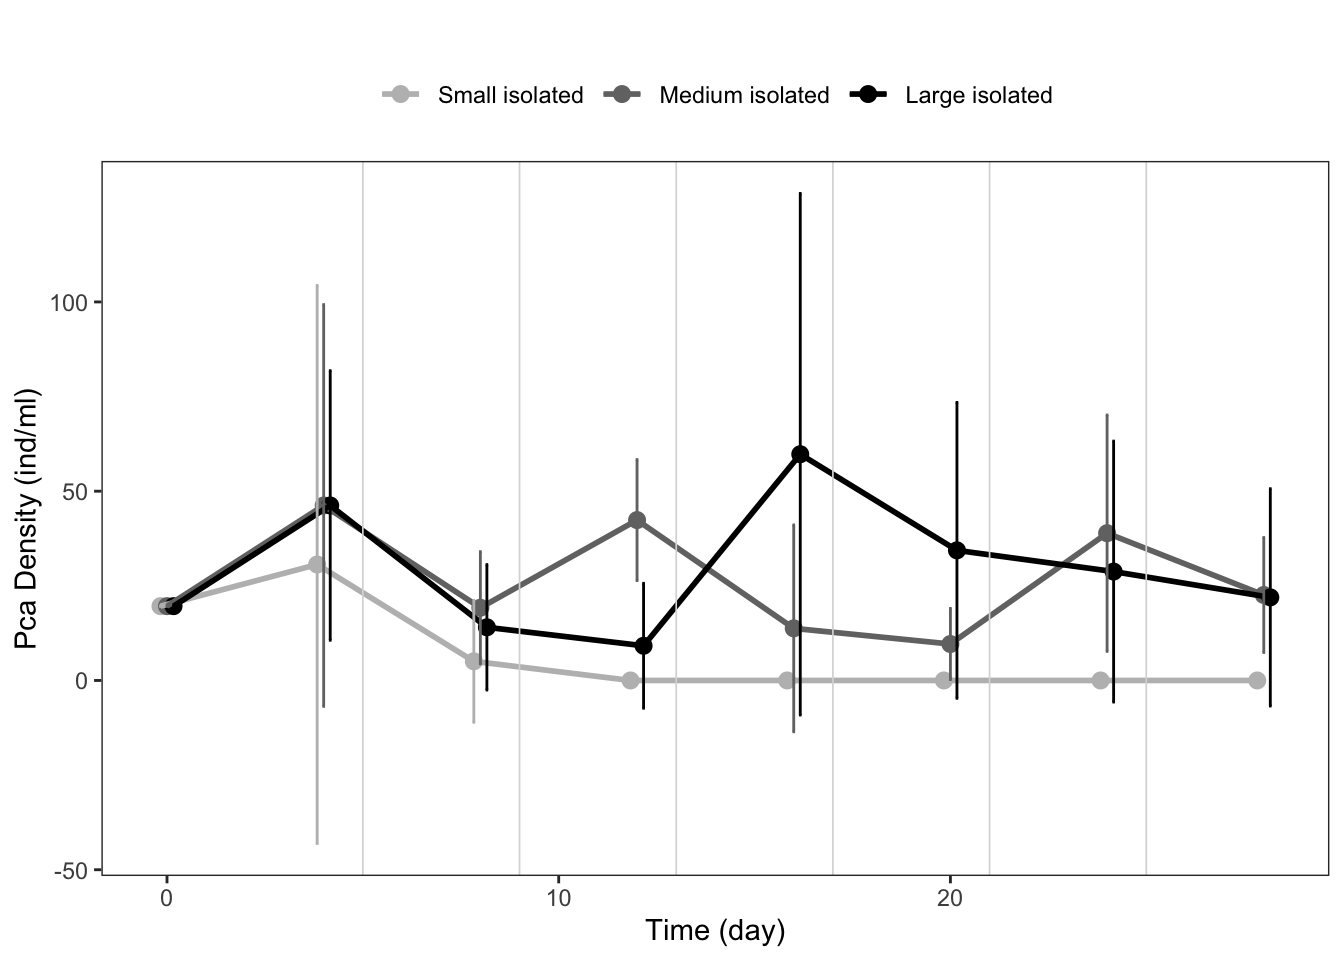 Small isolated Medium isolated Large isolated
Pca Density (ind/ml)
100
50
0
-50
0 10 20
Time (day)